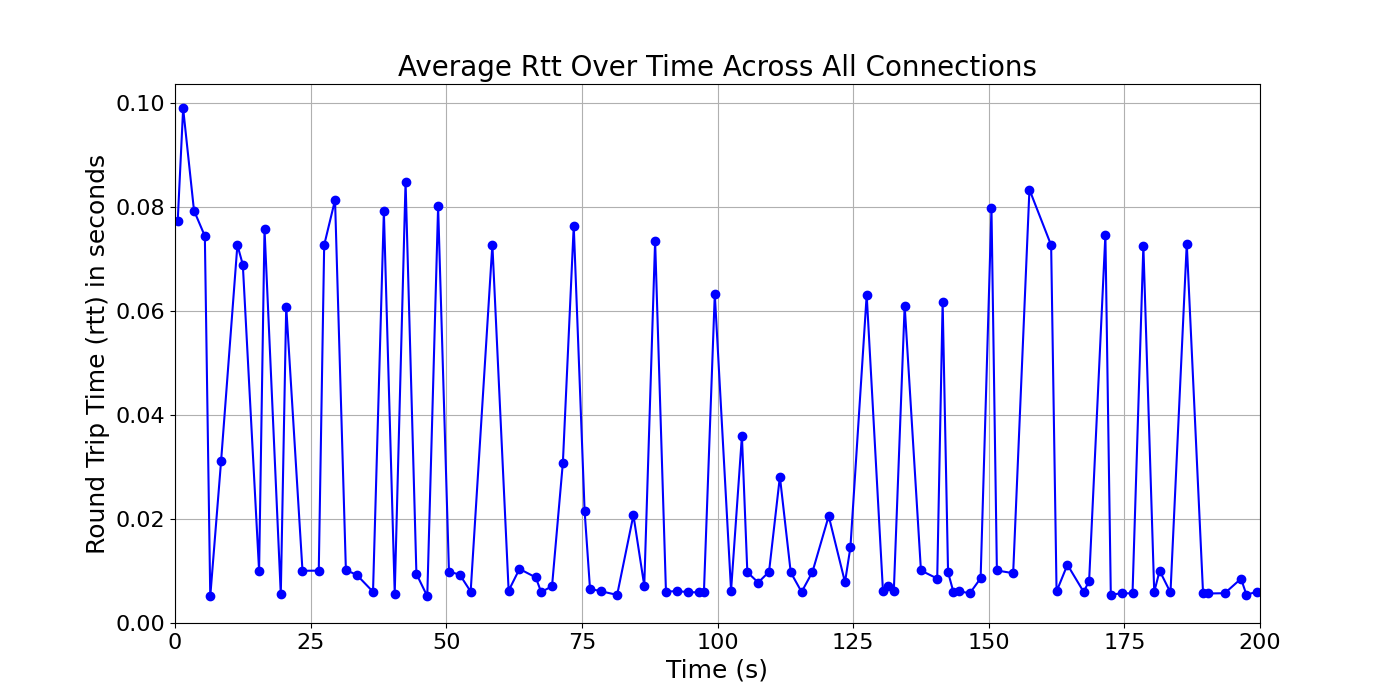 Average Rtt Over Time Across All Connections
Round Trip Time (rtt) in seconds
0.10
0.08
0.06
0.04
0.02
0.00
0 25 50 75 100 125 150 175 200
Time (s)